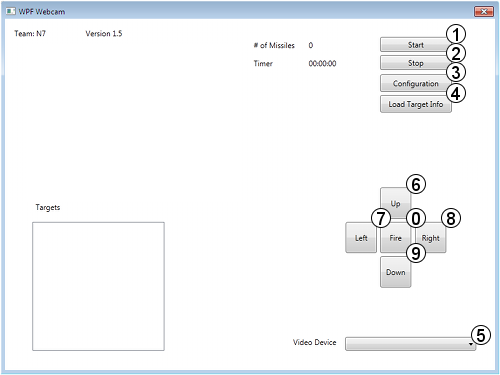 WPF Webcam
Team: N7 Version 1.5
# of Missiles 0
Timer 00:00:00
Start 1
Stop 2
Configuration 3
Load Target Info 4
Up 6
Left 7
Fire 0
Right 8
Down 9
Targets
Video Device 5